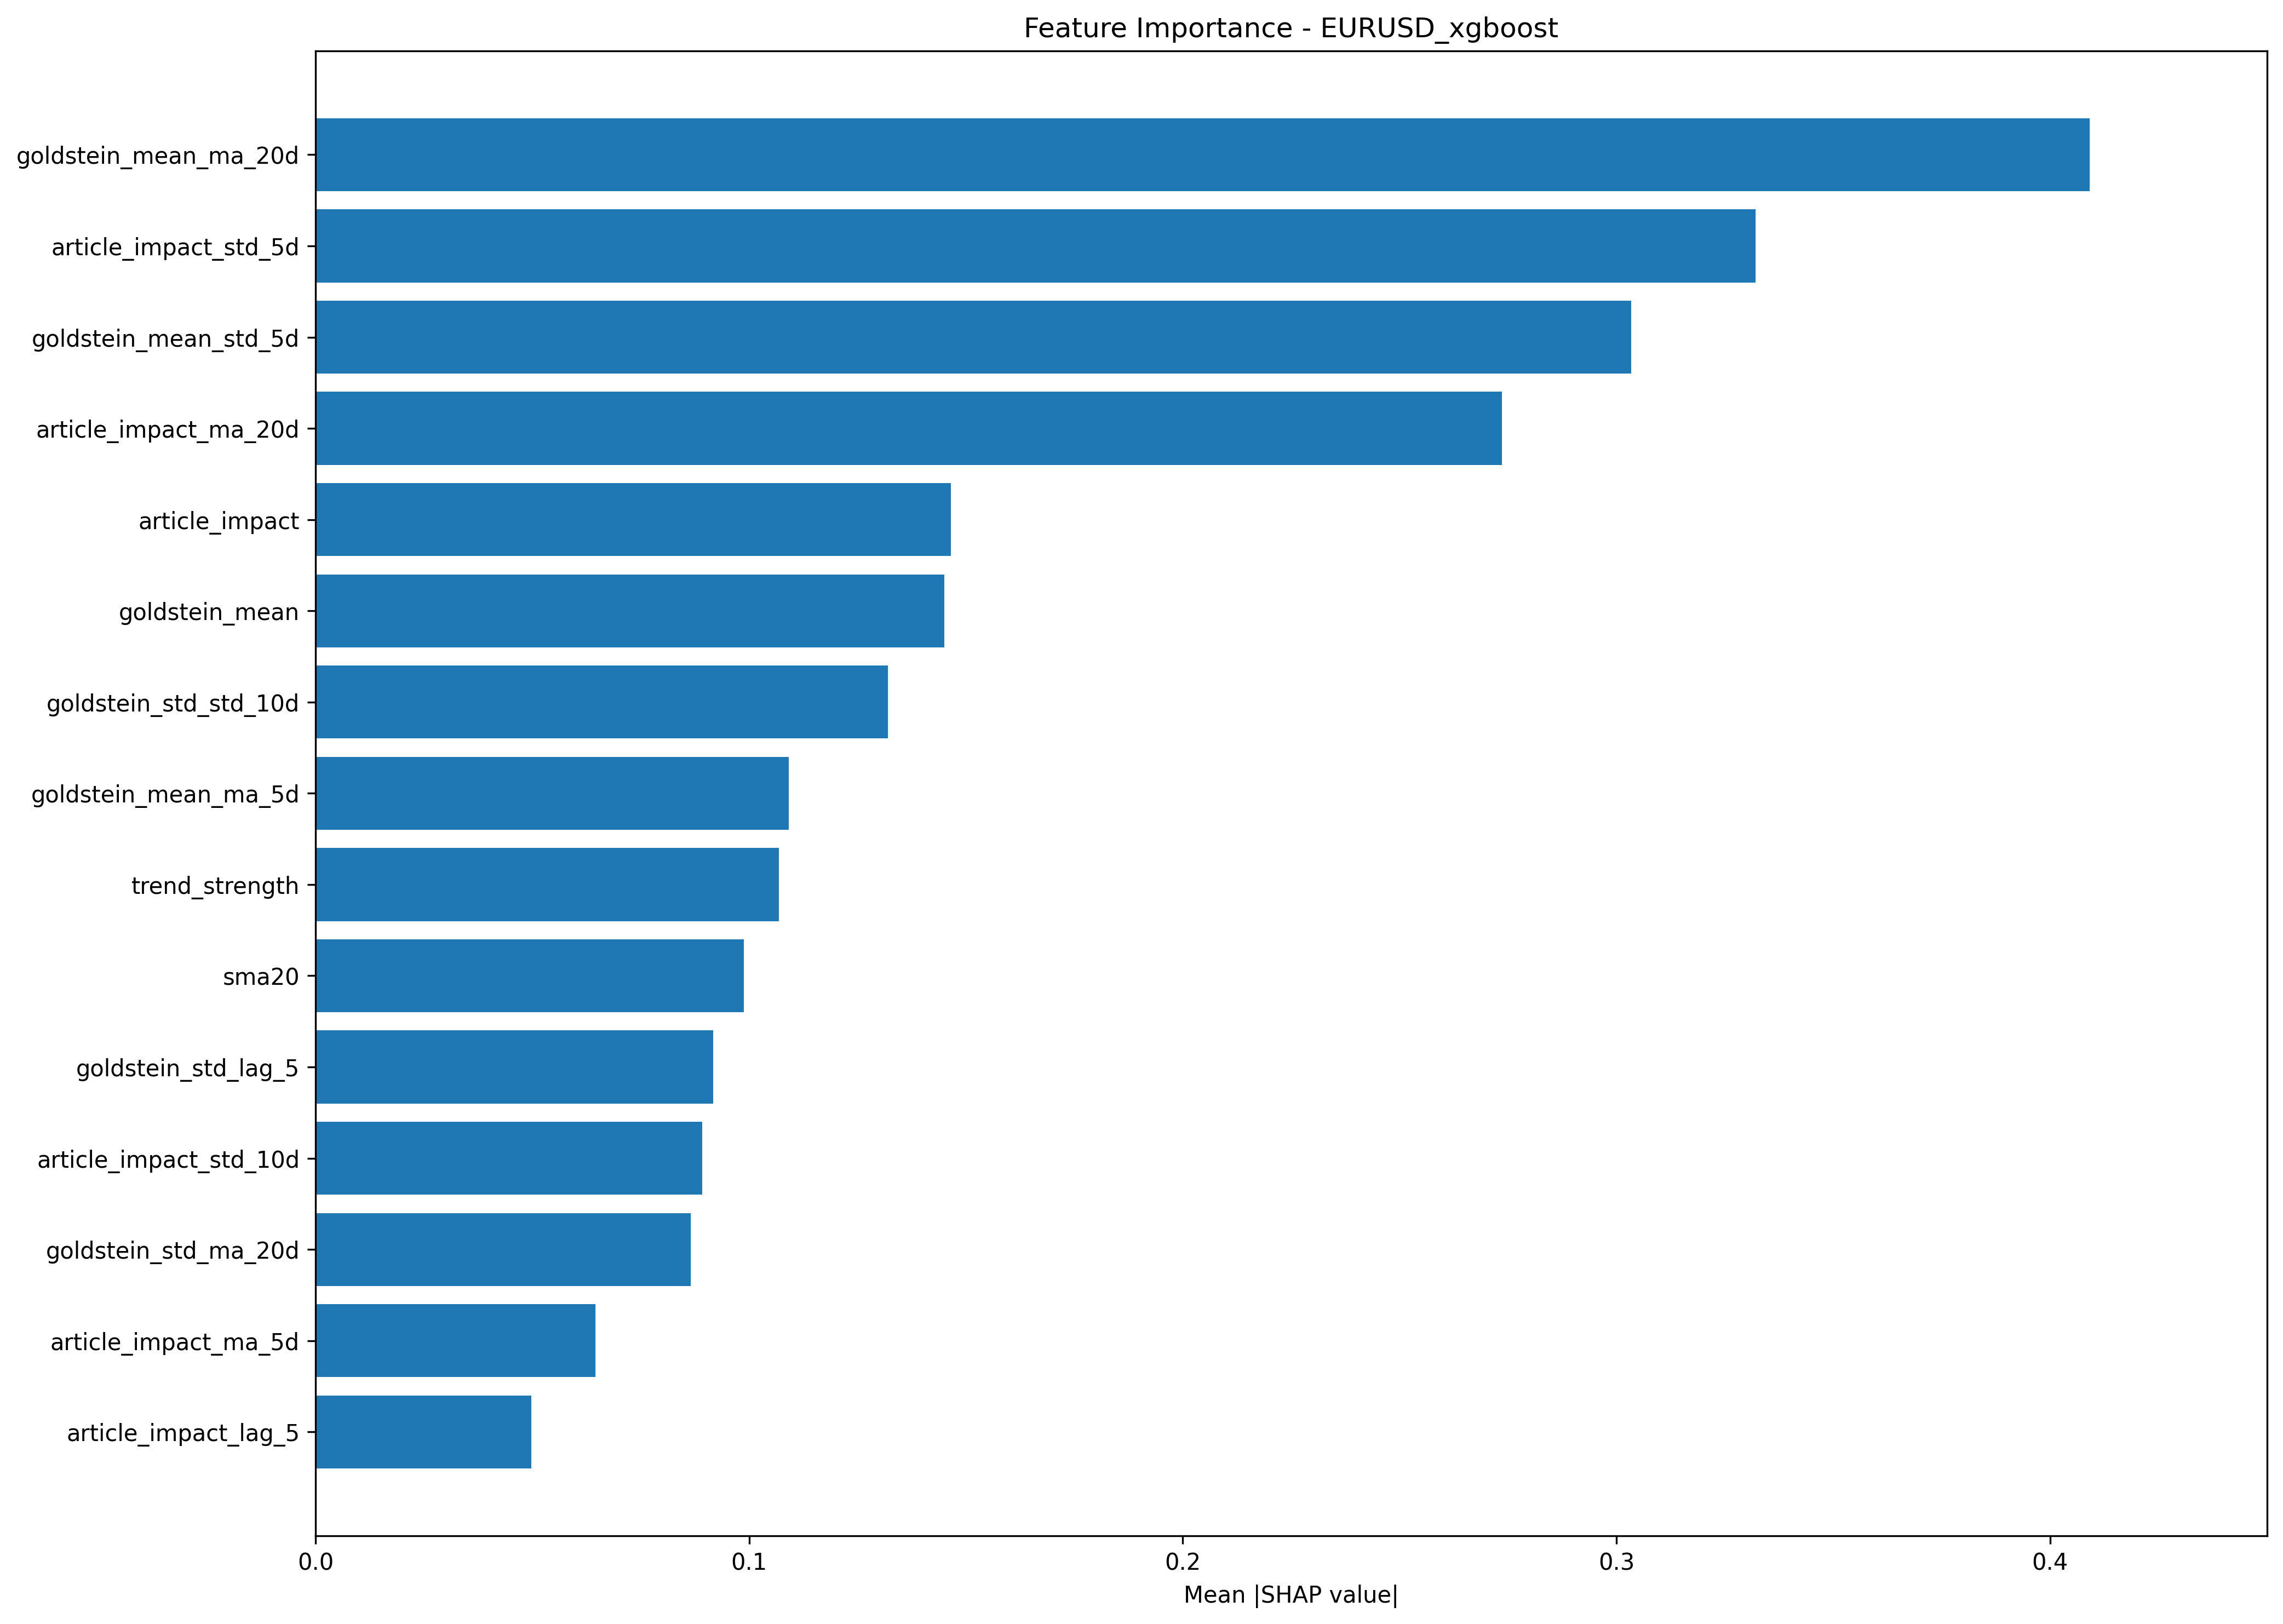 Feature Importance - EURUSD_xgboost
goldstein_mean_ma_20d
article_impact_std_5d
goldstein_mean_std_5d
article_impact_ma_20d
article_impact
goldstein_mean
goldstein_std_std_10d
goldstein_mean_ma_5d
trend_strength
sma20
goldstein_std_lag_5
article_impact_std_10d
goldstein_std_ma_20d
article_impact_ma_5d
article_impact_lag_5
0.0 0.1 0.2 0.3 0.4
Mean |SHAP value|